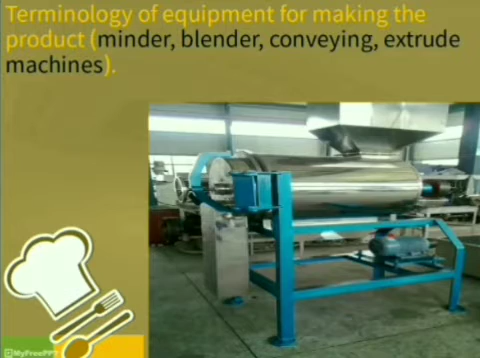 Terminology of equipment for making the
product (minder, blender, conveying, extrude
machines).
MyFreePPT